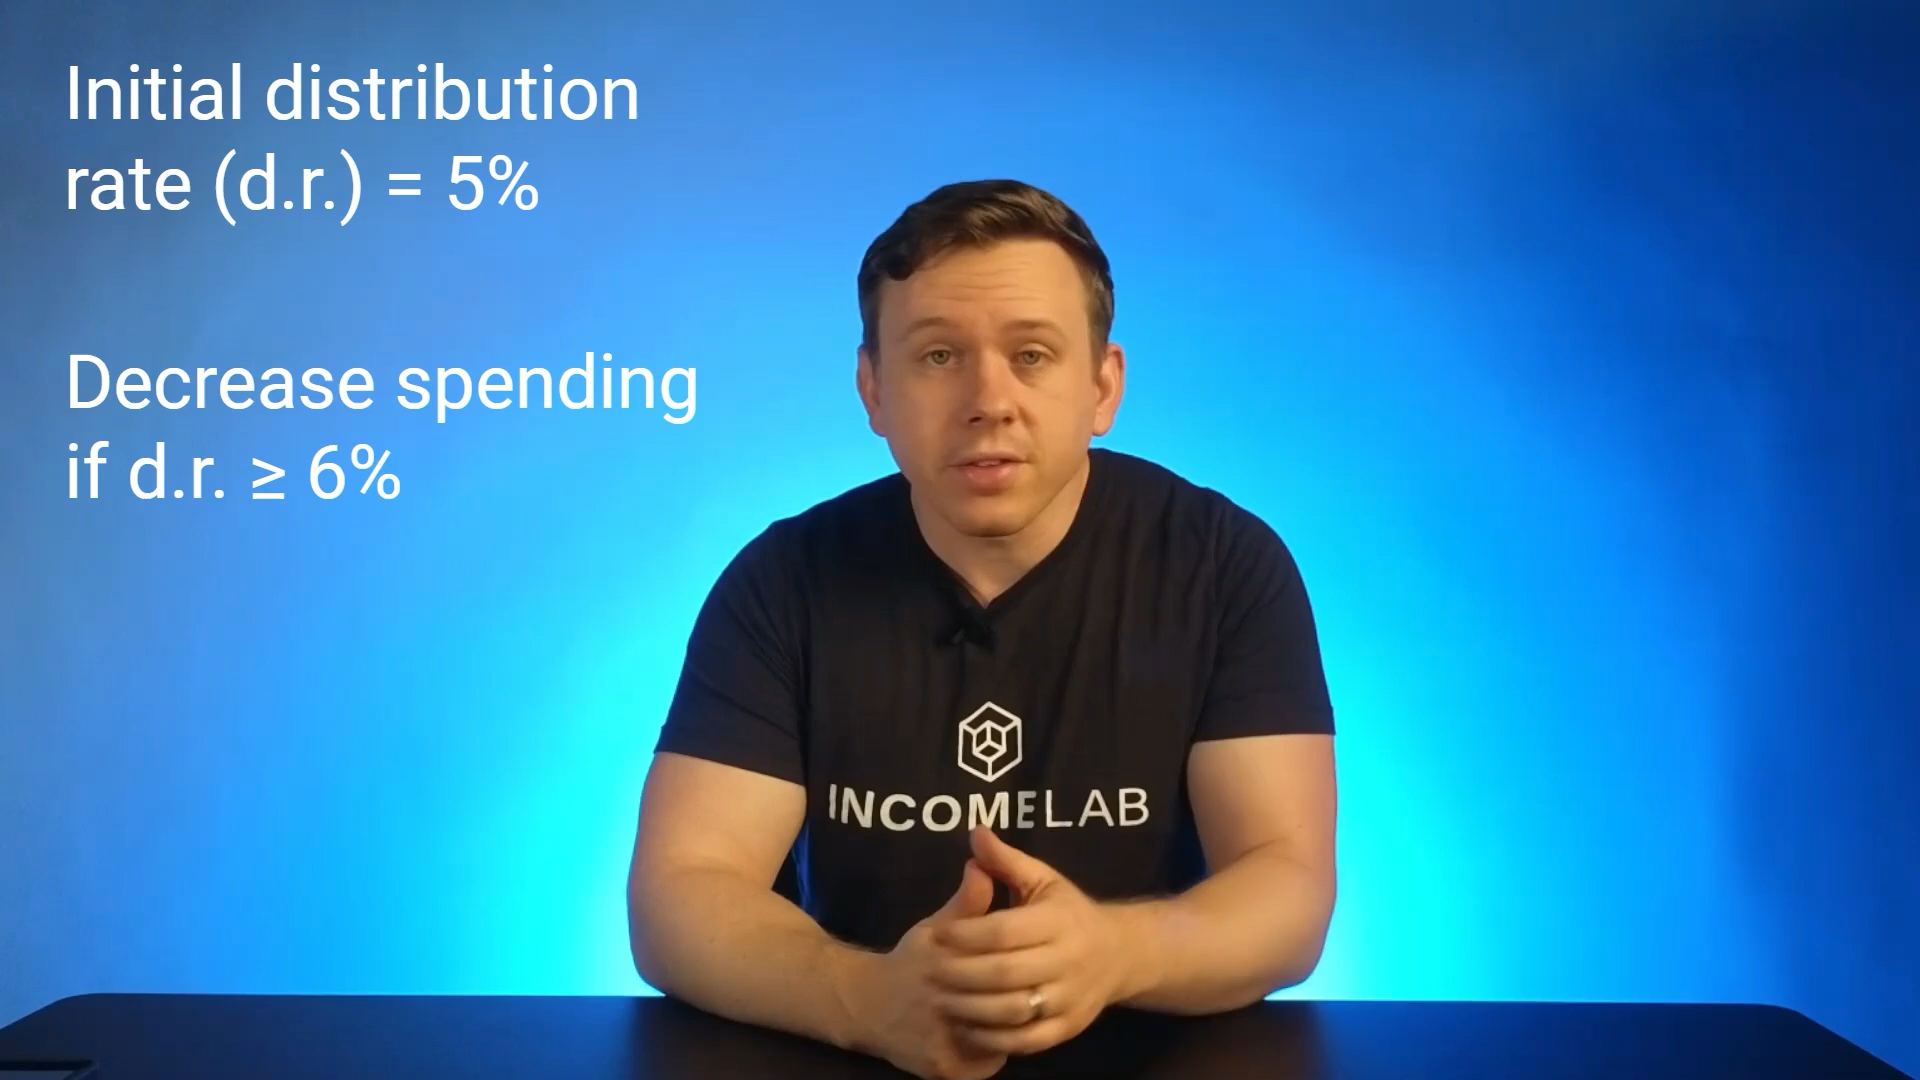 Initial distribution
rate (d.r.) = 5%
Decrease spending
if d.r. ≥ 6%
INCOMELAB